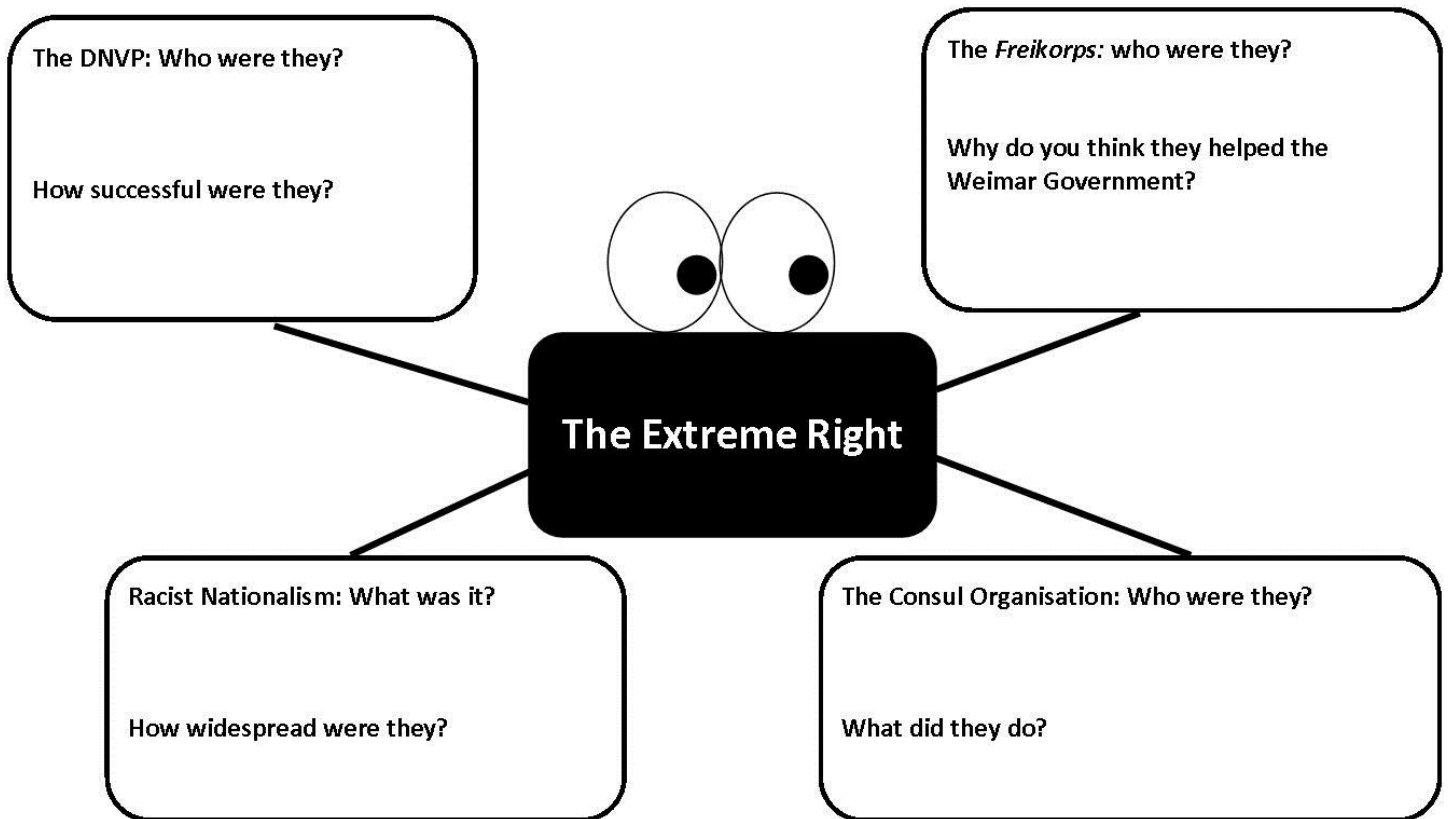 The DNVP: Who were they?
How successful were they?
The Freikorps: who were they?
Why do you think they helped the
Weimar Government?
The Extreme Right
Racist Nationalism: What was it?
How widespread were they?
The Consul Organisation: Who were they?
What did they do?